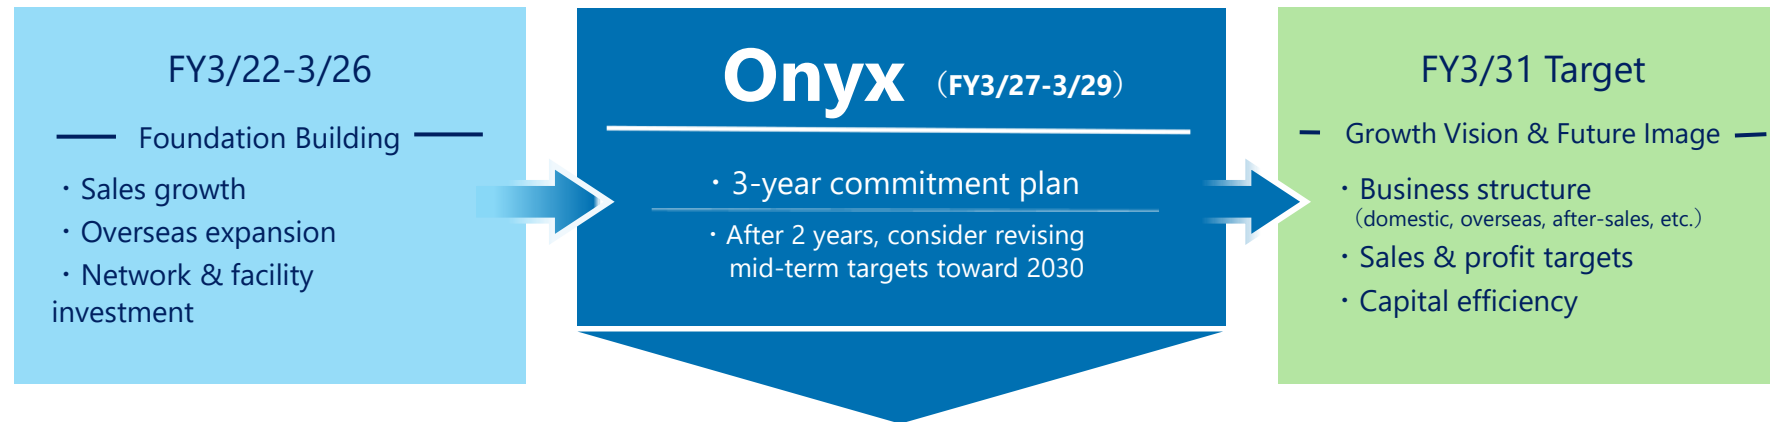 FY3/22-3/26
Foundation Building
・Sales growth
・Overseas expansion
・Network & facility
investment
Onyx （FY3/27-3/29）
・3-year commitment plan
・After 2 years, consider revising
mid-term targets toward 2030
FY3/31 Target
Growth Vision & Future Image
・Business structure
（domestic, overseas, after-sales, etc.）
・Sales & profit targets
・Capital efficiency